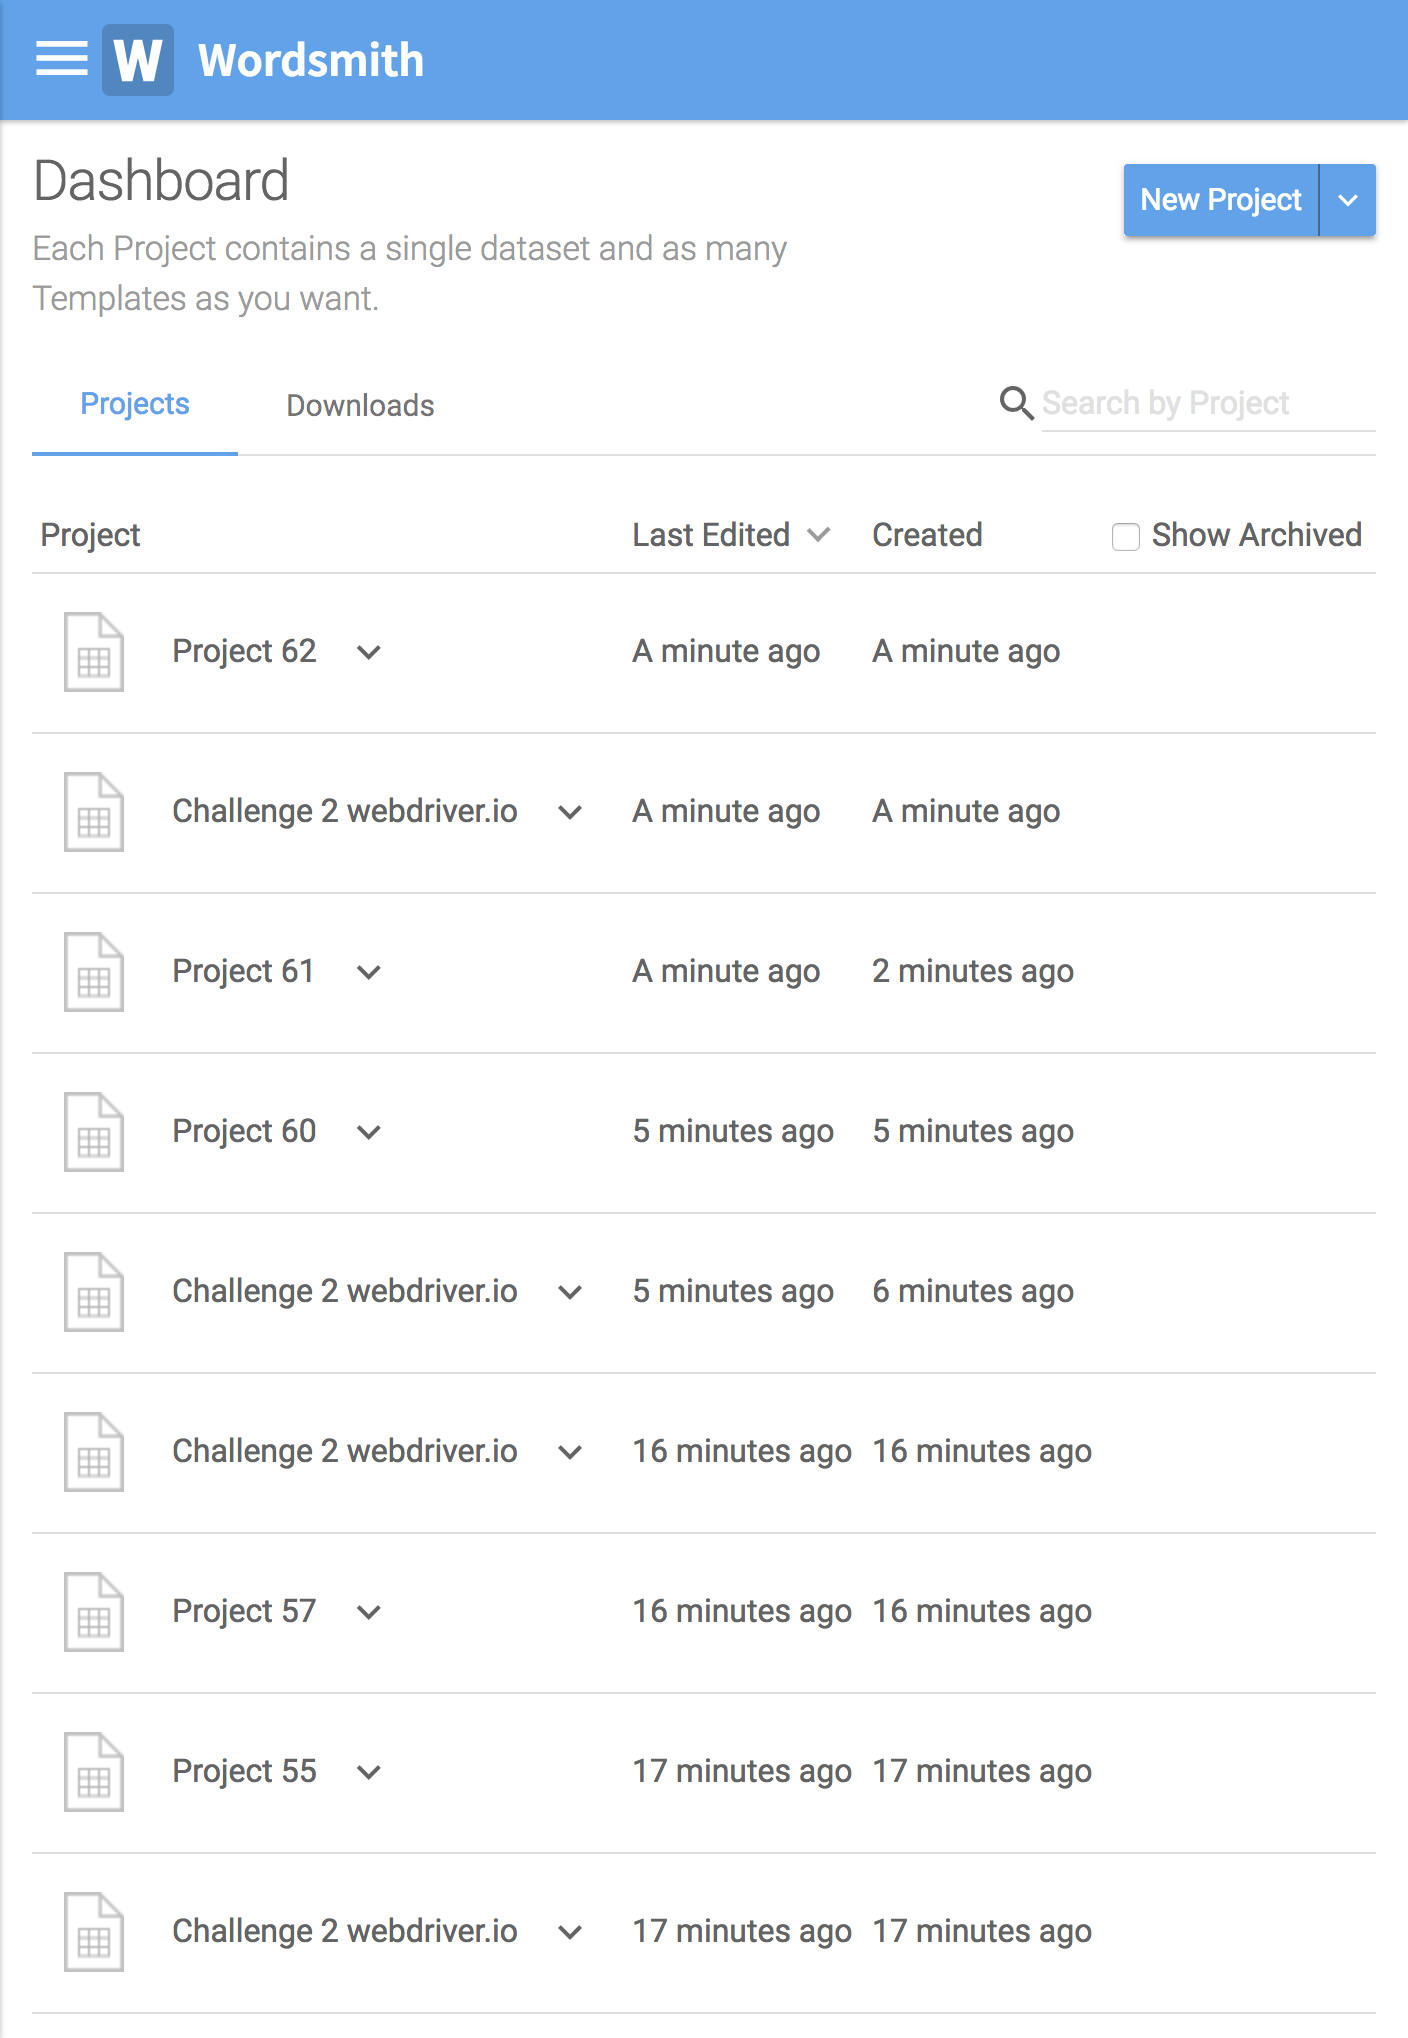 W Wordsmith
Dashboard
New Project
Each Project contains a single dataset and as many
Templates as you want.
Projects Downloads Search by Project
Project Last Edited Created Show Archived
Project 62 A minute ago A minute ago
Challenge 2 webdriver.io A minute ago A minute ago
Project 61 A minute ago 2 minutes ago
Project 60 5 minutes ago 5 minutes ago
Challenge 2 webdriver.io 5 minutes ago 6 minutes ago
Challenge 2 webdriver.io 16 minutes ago 16 minutes ago
Project 57 16 minutes ago 16 minutes ago
Project 55 17 minutes ago 17 minutes ago
Challenge 2 webdriver.io 17 minutes ago 17 minutes ago